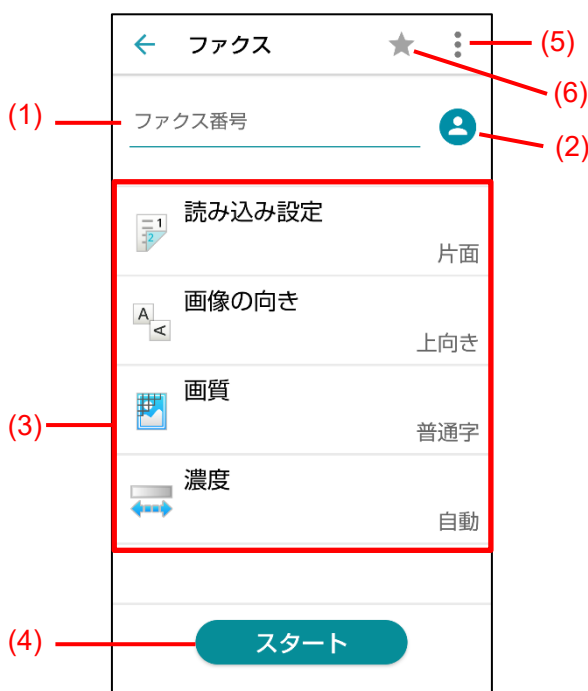 ファクス
(5)
(6)
(1)
ファクス番号
(2)
1
2
読み込み設定
片面
A
A
画像の向き
上向き
(3)
画質
普通字
濃度
自動
(4)
スタート